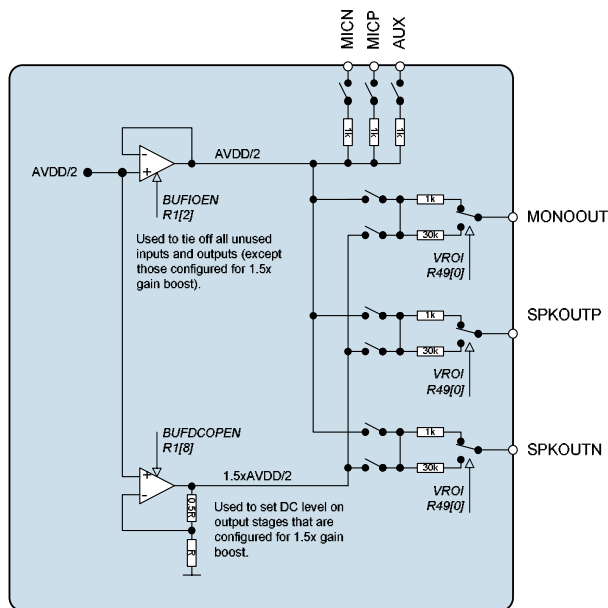 MICN
MICP
AUX
1k
1k
1k
AVDD/2
-
+
AVDD/2
BUFIOEN
R1[2]
Used to tie off all unused
inputs and outputs (except
those configured for 1.5x
gain boost).
1k
30k
MONOOUT
VROI
R49[0]
1k
30k
SPKOUTP
VROI
R49[0]
BUFDCOPEN
R1[8]
+
-
1.5xAVDD/2
0.5R
R
Used to set DC level on
output stages that are
configured for 1.5x gain
boost.
1k
30k
SPKOUTN
VROI
R49[0]